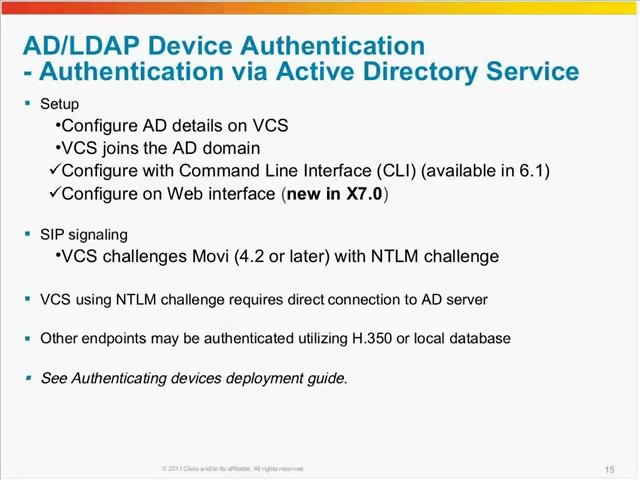 AD/LDAP Device Authentication
- Authentication via Active Directory Service
▪ Setup
•Configure AD details on VCS
•VCS joins the AD domain
✓Configure with Command Line Interface (CLI) (available in 6.1)
✓Configure on Web interface (new in X7.0)
▪ SIP signaling
•VCS challenges Movi (4.2 or later) with NTLM challenge
▪ VCS using NTLM challenge requires direct connection to AD server
▪ Other endpoints may be authenticated utilizing H.350 or local database
▪ See Authenticating devices deployment guide.
© 2011 Cisco and/or its affiliates. All rights reserved. 15